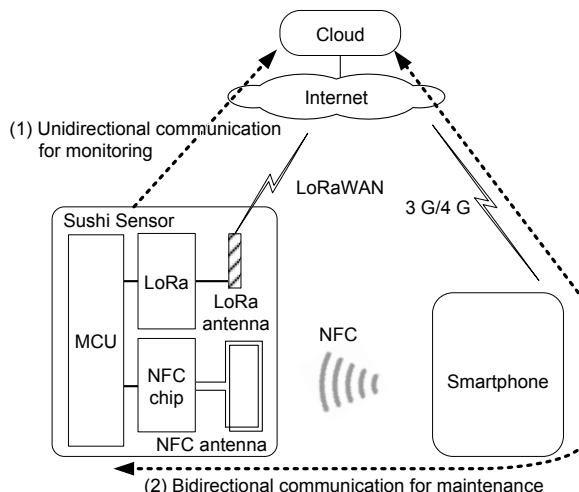 Cloud
Internet
(1) Unidirectional communication
for monitoring
LoRaWAN
3 G/4 G
Sushi Sensor
LoRa
LoRa
antenna
MCU
NFC
chip
NFC antenna
NFC
Smartphone
(2) Bidirectional communication for maintenance